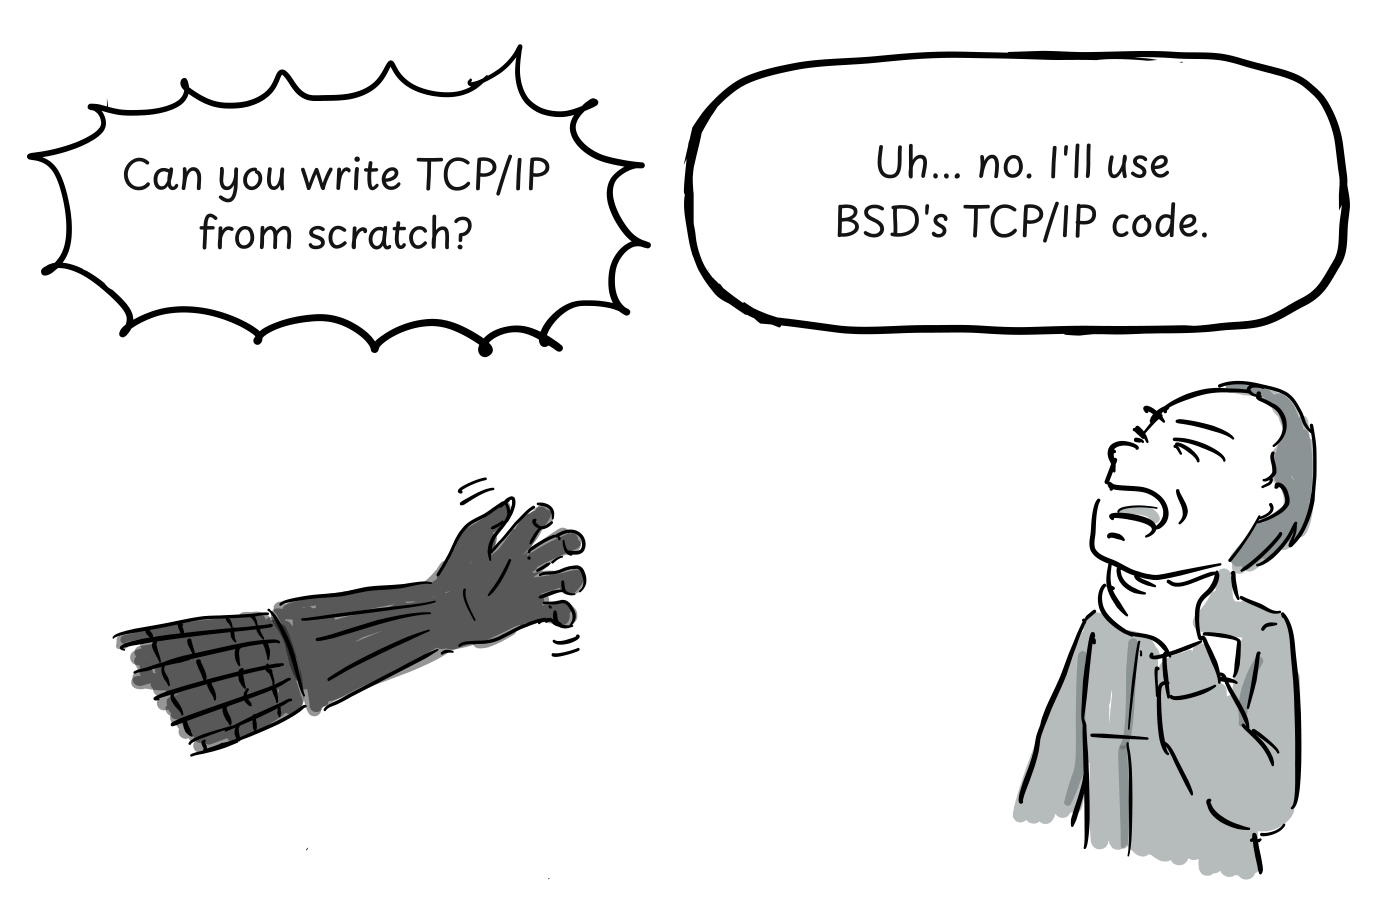 Can you write TCP/IP
from scratch?
Uh... no. I'll use
BSD's TCP/IP code.